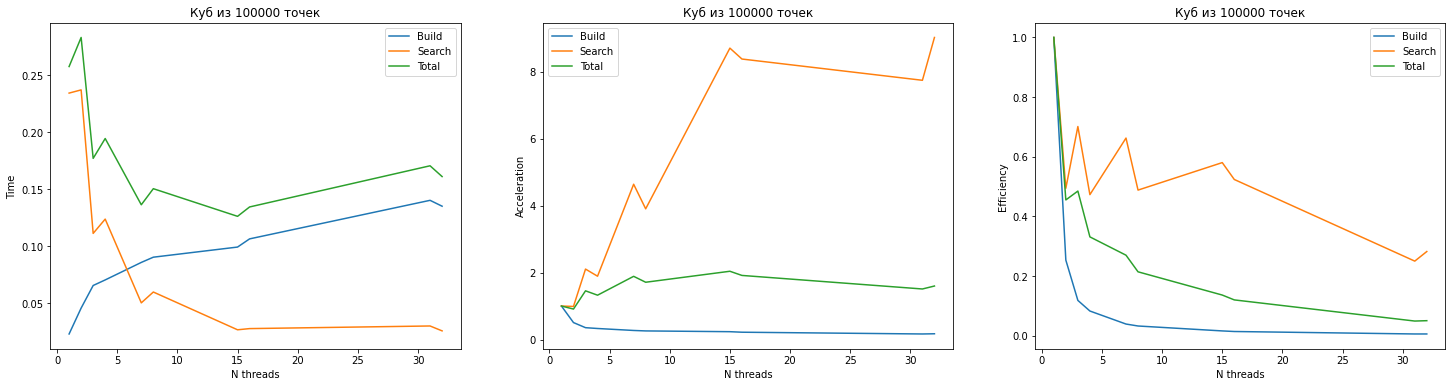 Куб из 100000 точек
Time
0.25
0.20
0.15
0.10
0.05
Build
Search
Total
0
5
10
15
20
25
30
N threads
Куб из 100000 точек
Acceleration
8
6
4
2
0
Build
Search
Total
0
5
10
15
20
25
30
N threads
Куб из 100000 точек
Efficiency
1.0
0.8
0.6
0.4
0.2
0.0
Build
Search
Total
0
5
10
15
20
25
30
N threads